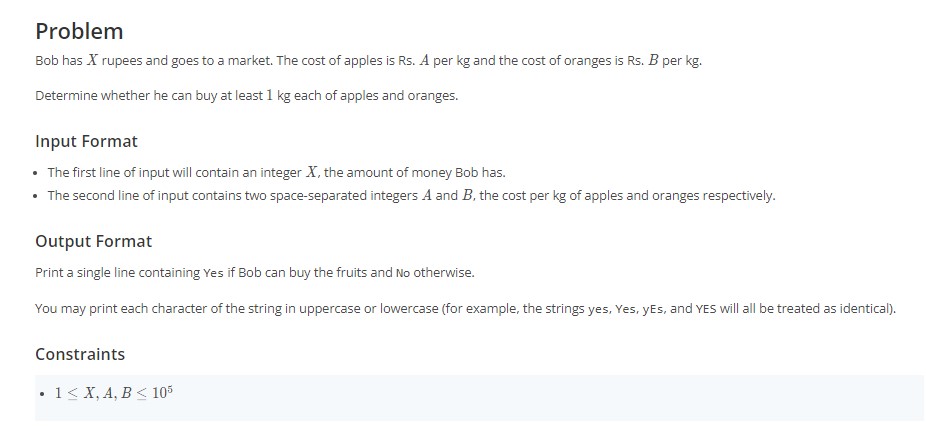 Problem
Bob has X rupees and goes to a market. The cost of apples is Rs. A per kg and the cost of oranges is Rs. B per kg.
Determine whether he can buy at least 1 kg each of apples and oranges.
Input Format
• The first line of input will contain an integer X, the amount of money Bob has.
• The second line of input contains two space-separated integers A and B, the cost per kg of apples and oranges respectively.
Output Format
Print a single line containing Yes if Bob can buy the fruits and No otherwise.
You may print each character of the string in uppercase or lowercase (for example, the strings yes, Yes, yEs, and YES will all be treated as identical).
Constraints
• 1 ≤ X, A, B ≤ 10⁵